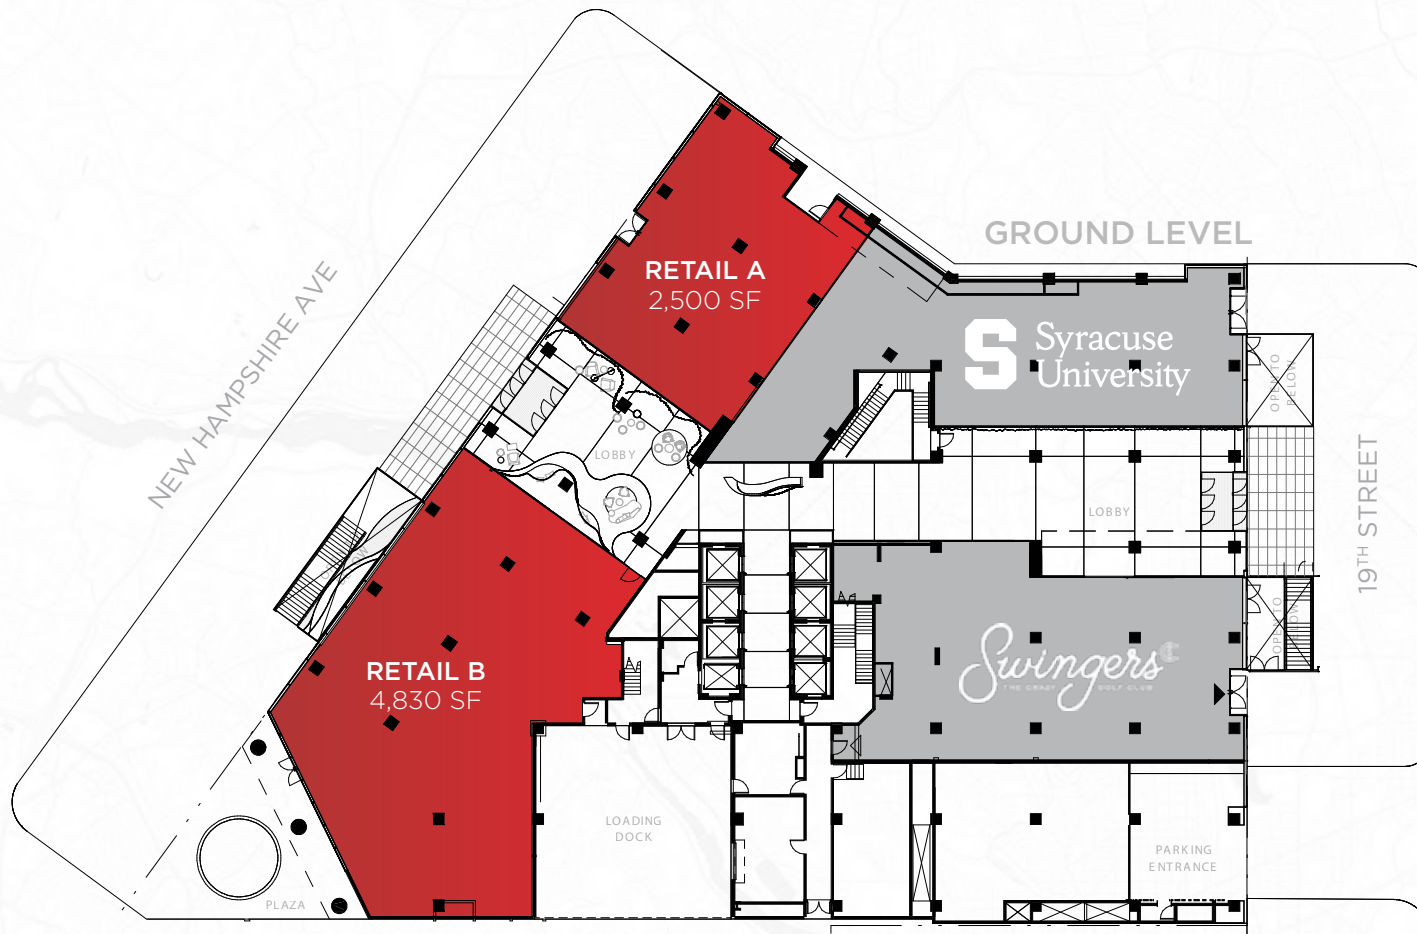 GROUND LEVEL
NEW HAMPSHIRE AVE
RETAIL A
2,500 SF
S Syracuse
University
OPEN TO
BELOW
LOBBY
19TH STREET
LOBBY
RETAIL B
4,830 SF
Swingers
THE CRAZY GOLF CLUB
OPEN TO
LOADING
DOCK
PARKING
ENTRANCE
PLAZA